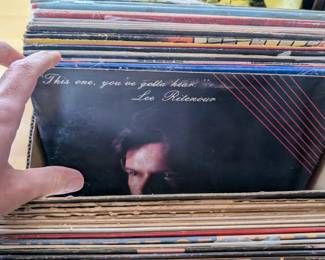 This one, you've gotta hear...
Lee Ritenour